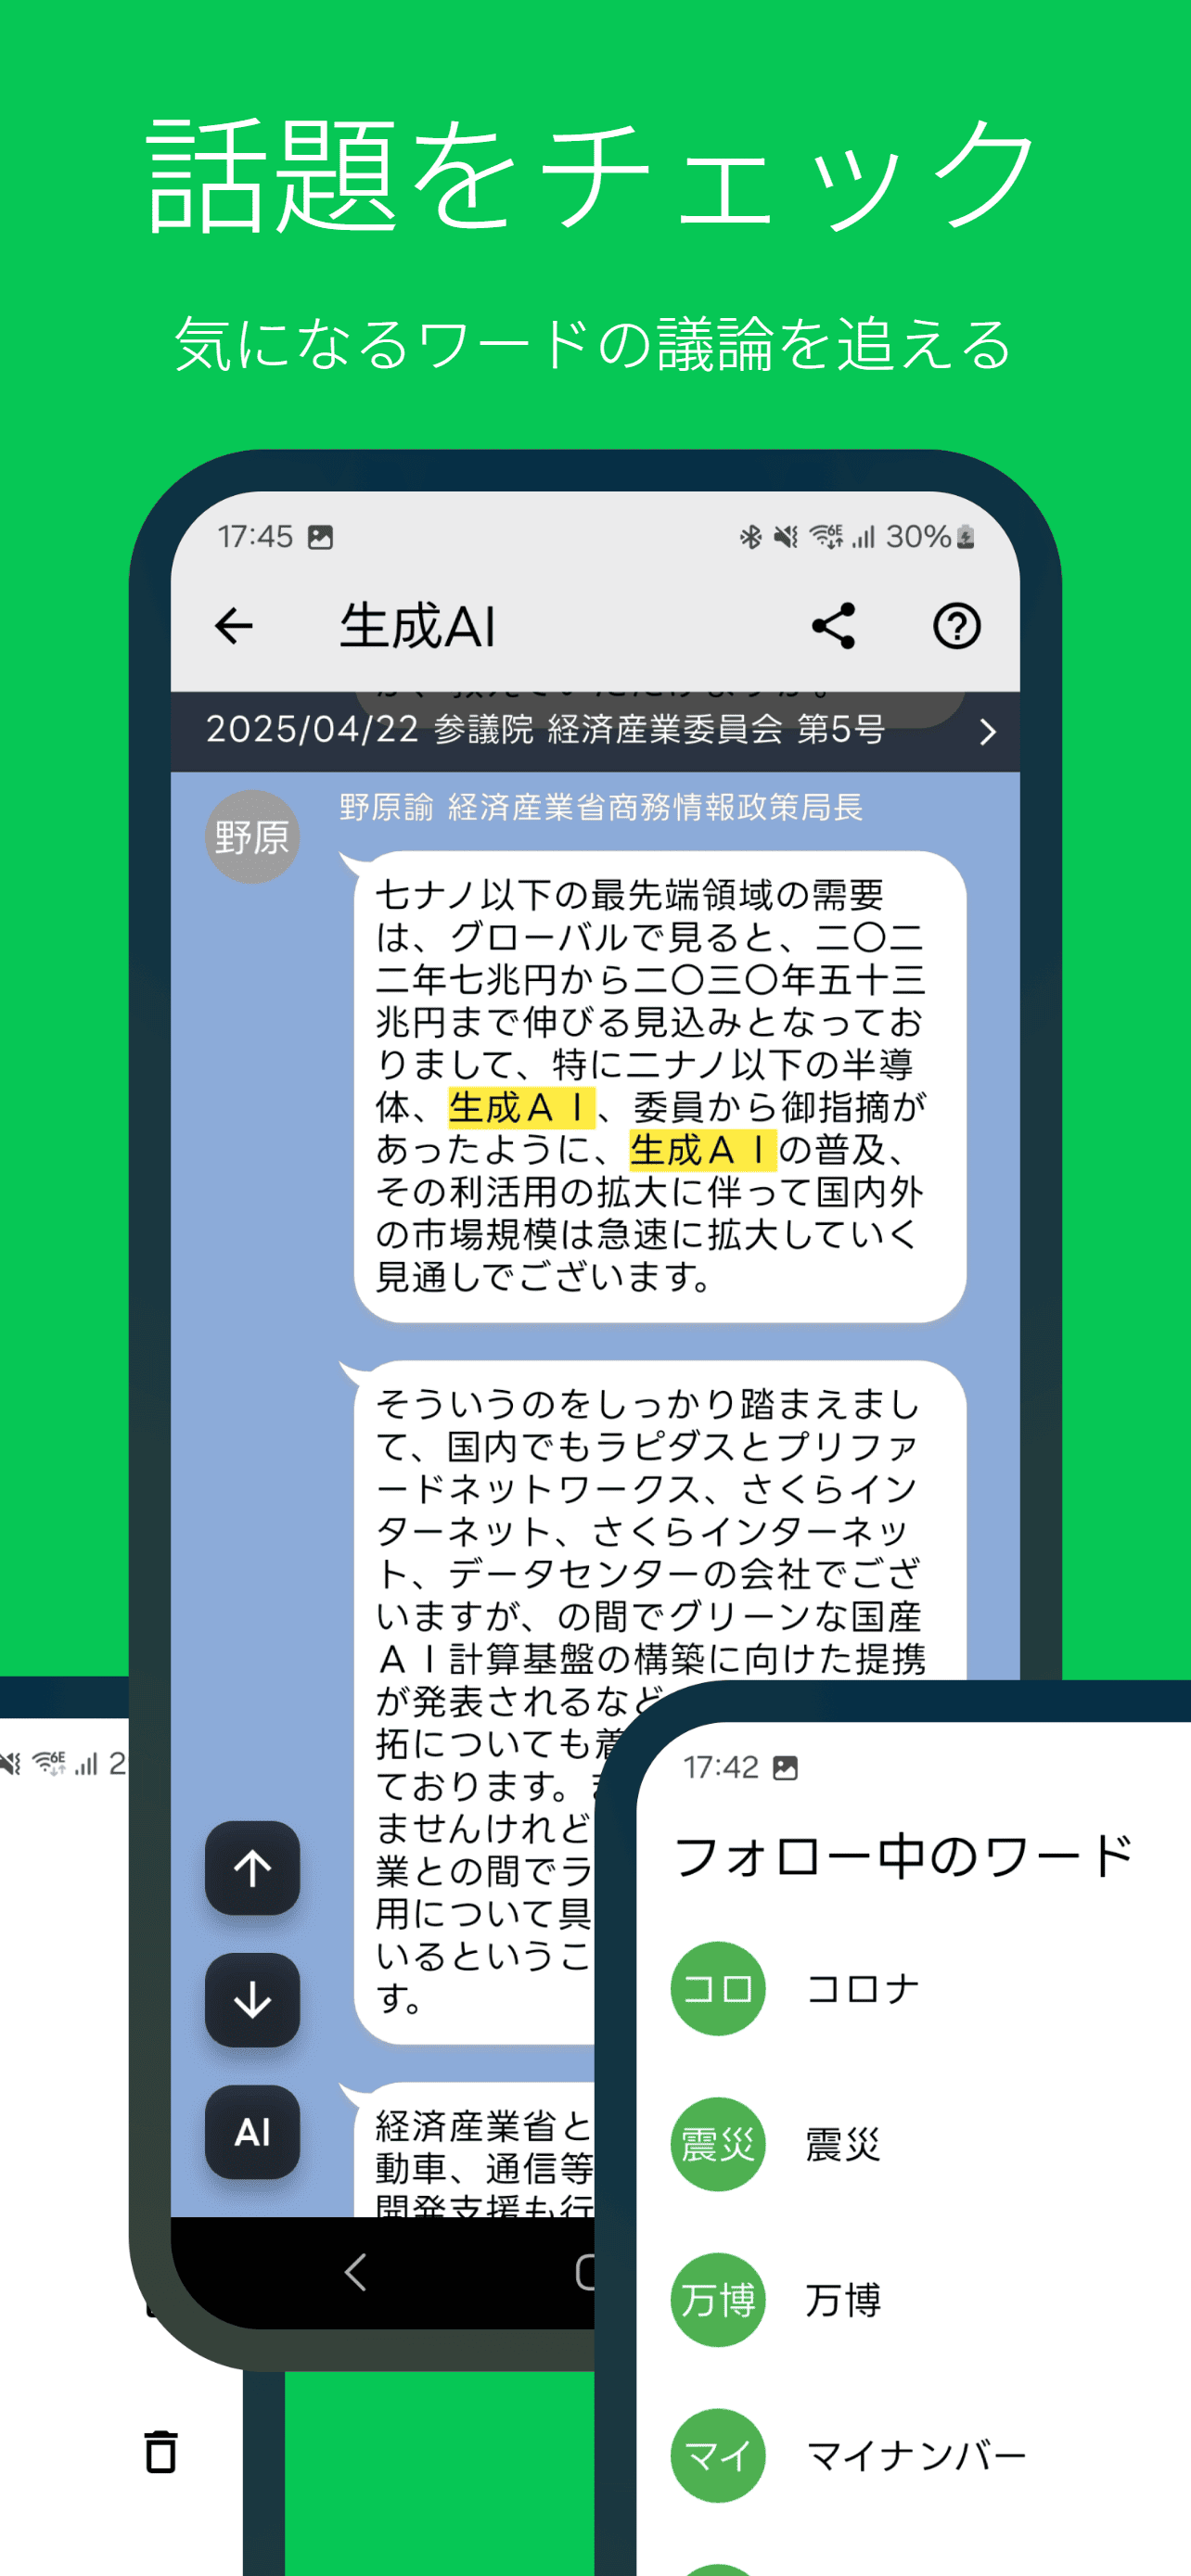 話題をチェック
気になるワードの議論を追える
17:45
6E 30%
生成AI
2025/04/22 参議院 経済産業委員会 第5号
野原
野原諭 経済産業省商務情報政策局長
七ナノ以下の最先端領域の需要
は、グローバルで見ると、二〇二
二年七兆円から二〇三〇年五十三
兆円まで伸びる見込みとなってお
りまして、特に二ナノ以下の半導
体、生成ＡＩ、委員から御指摘が
あったように、生成ＡＩの普及、
その利活用の拡大に伴って国内外
の市場規模は急速に拡大していく
見通しでございます。
そういうのをしっかり踏まえまし
て、国内でもラピダスとプリファ
ードネットワークス、さくらイン
ターネット、さくらインターネッ
ト、データセンターの会社でござ
いますが、の間でグリーンな国産
ＡＩ計算基盤の構築に向けた提携
が発表されるなど
拓についても着
ております。
ませんけれど
業との間でラ
用について具
いるというこ
す。
経済産業省と
動車、通信等
開発支援も行
AI
6E 2
17:42
フォロー中のワード
コロ
コロナ
震災
震災
万博
万博
マイ
マイナンバー